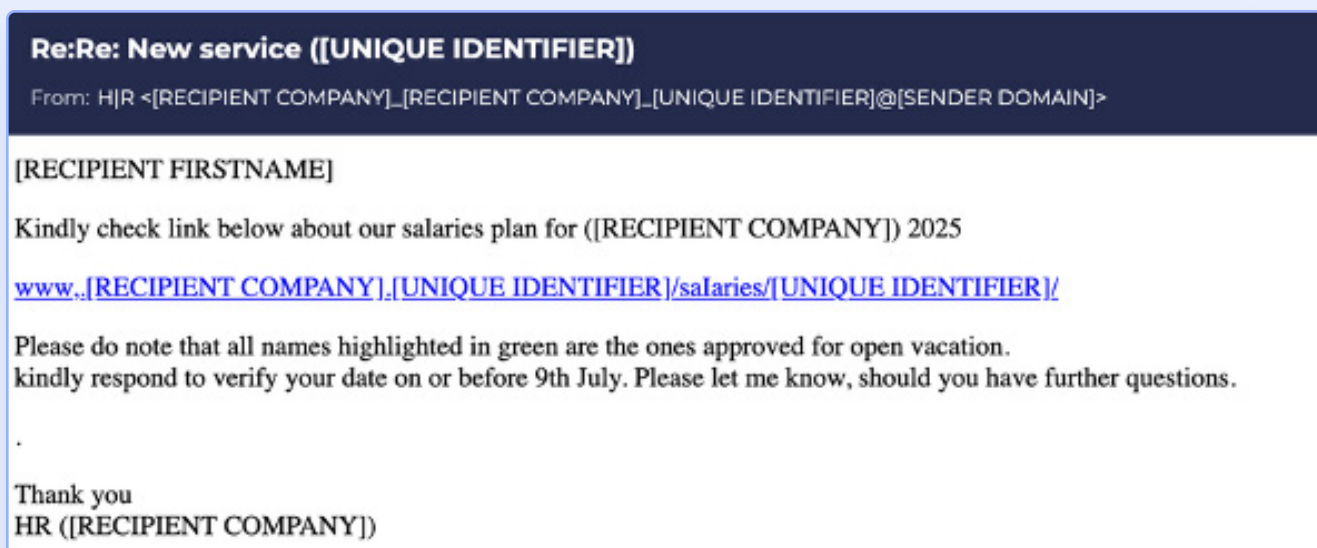 Re:Re: New service ([UNIQUE IDENTIFIER])
From: H|R <[RECIPIENT COMPANY]_[RECIPIENT COMPANY]_[UNIQUE IDENTIFIER]@[SENDER DOMAIN]>
[RECIPIENT FIRSTNAME]
Kindly check link below about our salaries plan for ([RECIPIENT COMPANY]) 2025
www,.[RECIPIENT COMPANY].[UNIQUE IDENTIFIER]/saIaries/[UNIQUE IDENTIFIER]/
Please do note that all names highlighted in green are the ones approved for open vacation.
kindly respond to verify your date on or before 9th July. Please let me know, should you have further questions.
.
Thank you
HR ([RECIPIENT COMPANY])